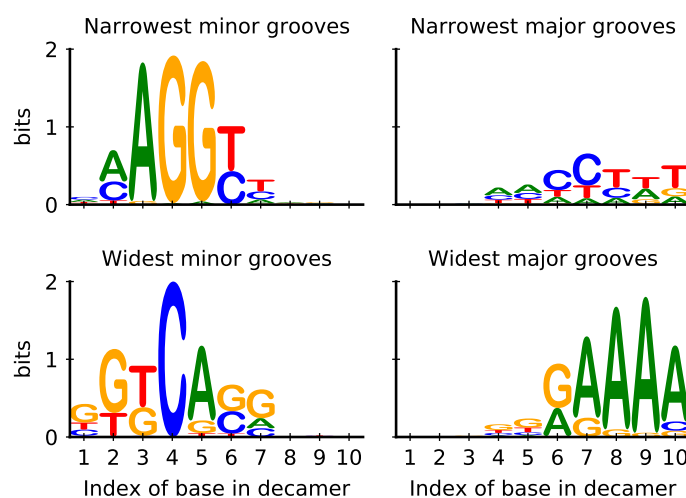 Narrowest minor grooves
Narrowest major grooves
2
bits
1
0
Widest minor grooves
Widest major grooves
2
bits
1
0
1 2 3 4 5 6 7 8 9 10
1 2 3 4 5 6 7 8 9 10
Index of base in decamer
Index of base in decamer